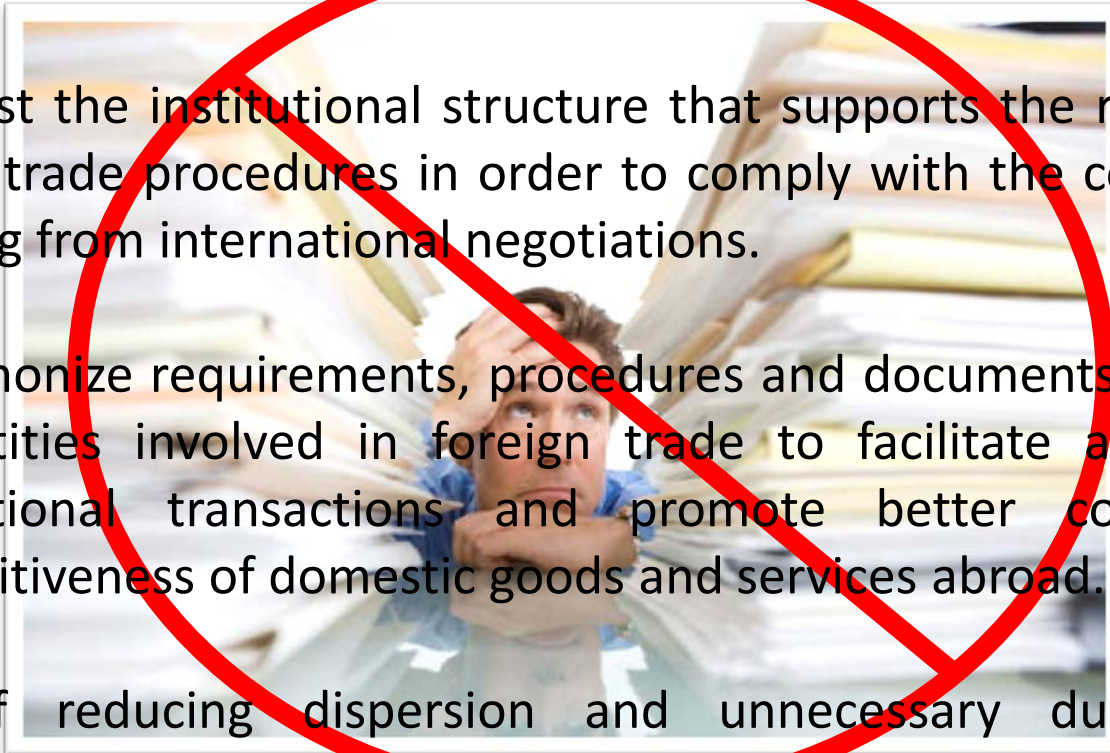 st the institutional structure that supports the
trade procedures in order to comply with the
g from international negotiations.
monize requirements, procedures and documents
tities involved in foreign trade to facilitate a
tional transactions and promote better co
itiveness of domestic goods and services abroad.
f reducing dispersion and unnecessary du